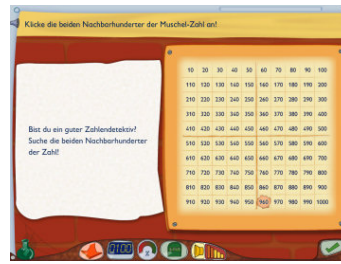 Klicke die beiden Nachbarhunderter der Muschel-Zahl an!
Bist du ein guter Zahlendetektiv?
Suche die beiden Nachbarhunderter
der Zahl!
10 20 30 40 50 60 70 80 90 100
110 120 130 140 150 160 170 180 190 200
210 220 230 240 250 260 270 280 290 300
310 320 330 340 350 360 370 380 390 400
410 420 430 440 450 460 470 480 490 500
510 520 530 540 550 560 570 580 590 600
610 620 630 640 650 660 670 680 690 700
710 720 730 740 750 760 770 780 790 800
810 820 830 840 850 860 870 880 890 900
910 920 930 940 950 960 970 980 990 1000
0100